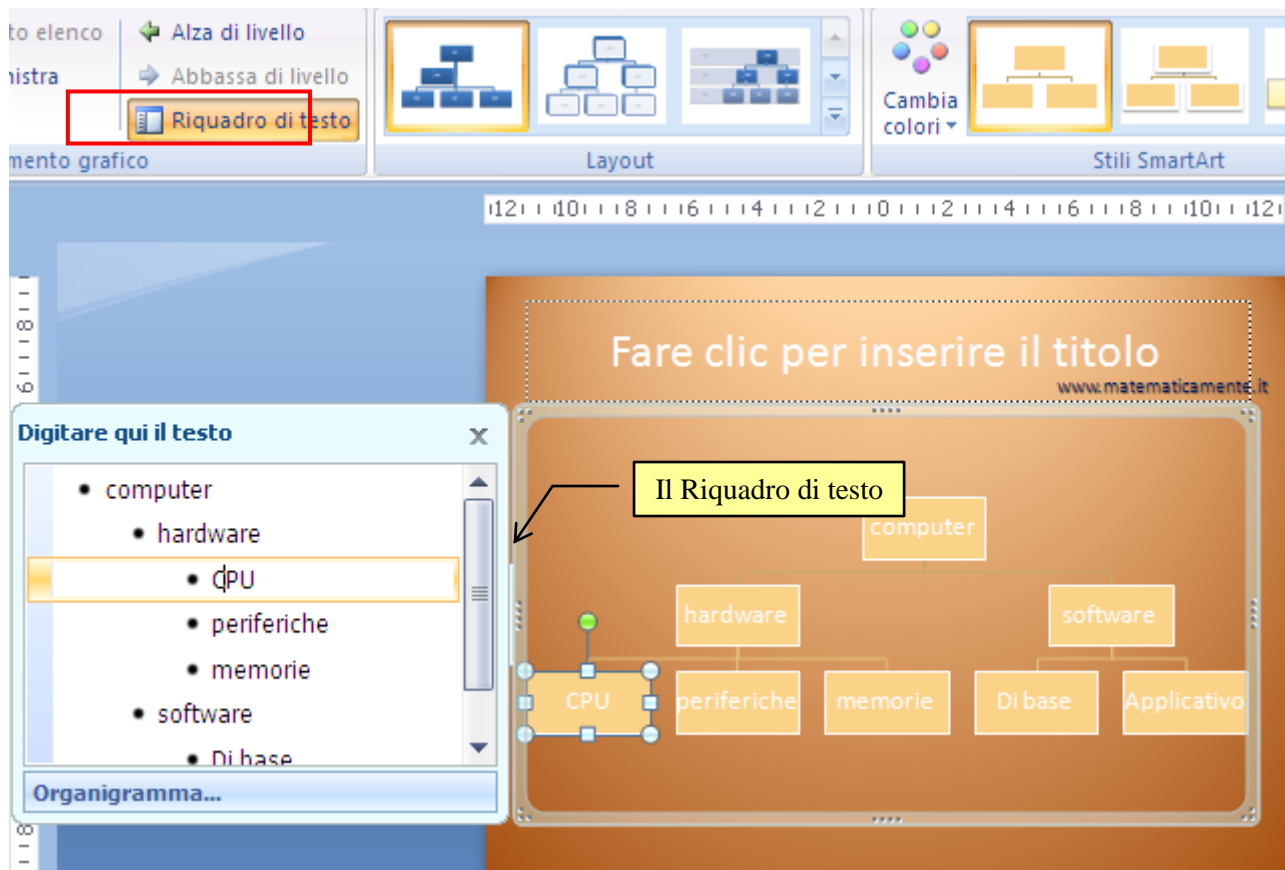 to elenco
Alza di livello
nistra
Abbassa di livello
Riquadro di testo
mento grafico
Layout
Cambia
colori
Stili SmartArt
12 10 8 6 4 2 0 2 4 6 8 10 12
8
6
Fare clic per inserire il titolo
www.matematicamente.it
Digitare qui il testo
x
• computer
• hardware
• CPU
• periferiche
• memorie
• software
• Di base
Organigramma...
Il Riquadro di testo
computer
hardware
software
CPU
periferiche
memorie
Di base
Applicativo
8